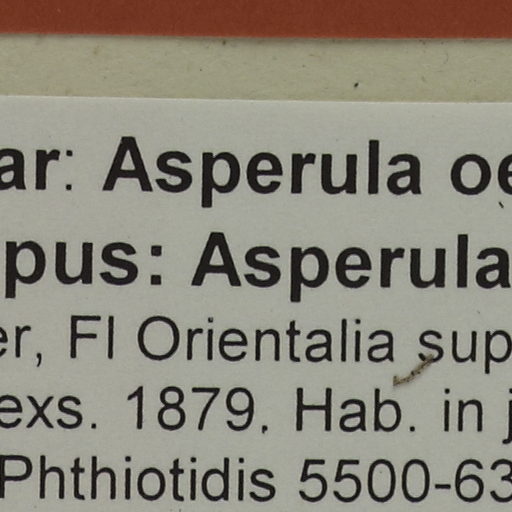 ar: Asperula oe
pus: Asperula
er, Fl Orientalia sup
exs. 1879. Hab. in j
Phthiotidis 5500-63